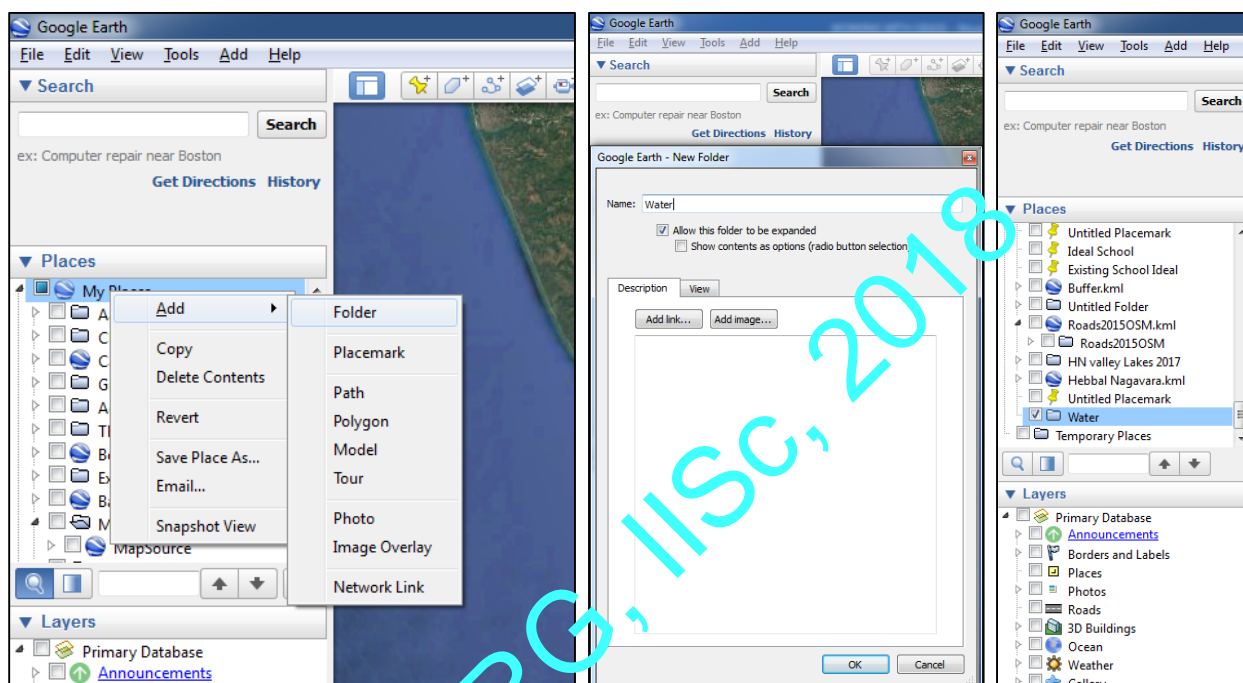 Google Earth
File Edit View Tools Add Help
Search
Search
ex: Computer repair near Boston
Get Directions History
Places
My Places
A
C
C
G
A
Tl
B
Ex
Ba
M
MapSource
Add
Copy
Delete Contents
Revert
Save Place As...
Email...
Snapshot View
Folder
Placemark
Path
Polygon
Model
Tour
Photo
Image Overlay
Network Link
Layers
Primary Database
Announcements
Google Earth
File Edit View Tools Add Help
Search
Search
ex: Computer repair near Boston
Get Directions History
Google Earth - New Folder
Name: Water
Allow this folder to be expanded
Show contents as options (radio button selection
Description View
Add link... Add image...
OK Cancel
Google Earth
File Edit View Tools Add Help
Search
Search
ex: Computer repair near Boston
Get Directions History
Places
Untitled Placemark
Ideal School
Existing School Ideal
Buffer.kml
Untitled Folder
Roads2015OSM.kml
Roads2015OSM
HN valley Lakes 2017
Hebbal Nagavara.kml
Untitled Placemark
Water
Temporary Places
Layers
Primary Database
Announcements
Borders and Labels
Places
Photos
Roads
3D Buildings
Ocean
Weather
Gallery
PG, IISc, 2018